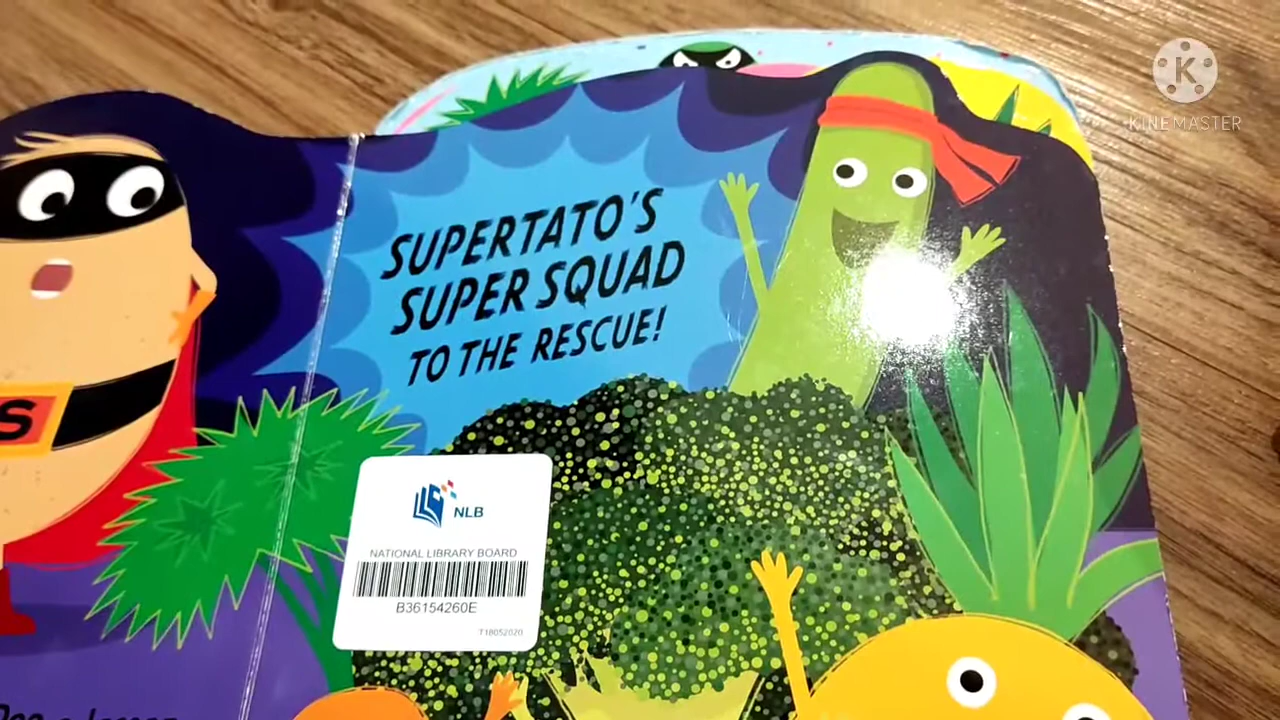 KINEMASTER
SUPERTATO'S
SUPER SQUAD
TO THE RESCUE!
S
NLB
NATIONAL LIBRARY BOARD
B36154260E
T18052020